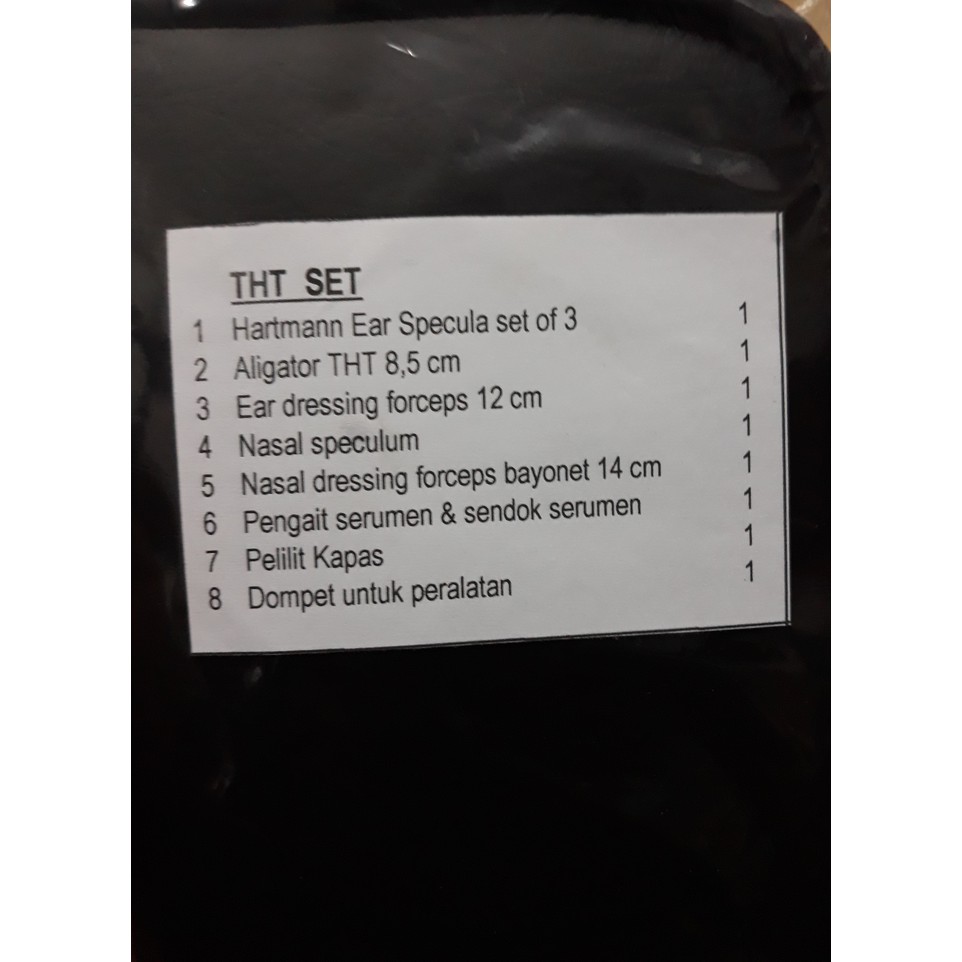 THT SET
1 Hartmann Ear Specula set of 3 1
2 Aligator THT 8,5 cm 1
3 Ear dressing forceps 12 cm 1
4 Nasal speculum 1
5 Nasal dressing forceps bayonet 14 cm 1
6 Pengait serumen & sendok serumen 1
7 Pelilit Kapas 1
8 Dompet untuk peralatan 1